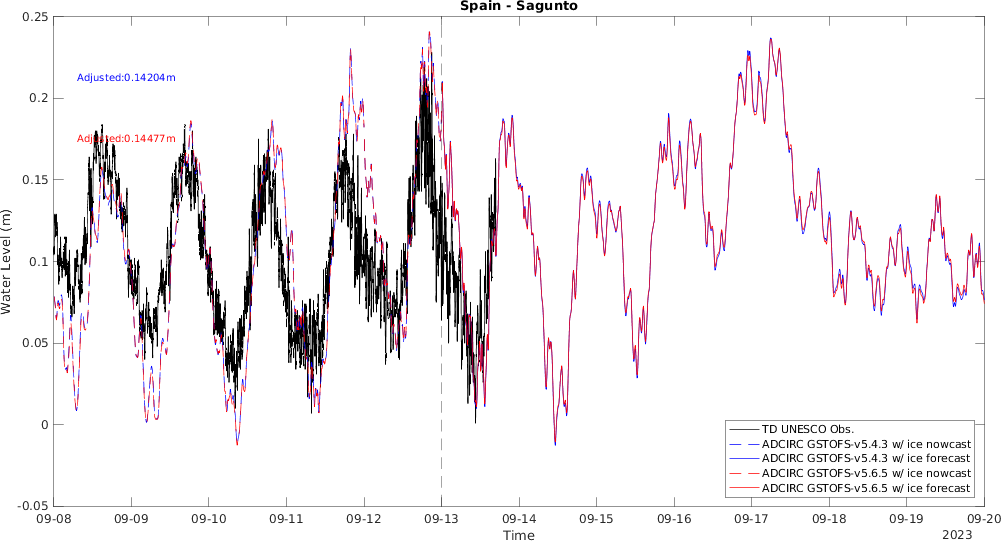 Spain - Sagunto
0.25
0.2
0.15
0.1
0.05
0
-0.05
Water Level (m)
Adjusted:0.14204m
Adjusted:0.14477m
TD UNESCO Obs.
ADCIRC GSTOFS-v5.4.3 w/ ice nowcast
ADCIRC GSTOFS-v5.4.3 w/ ice forecast
ADCIRC GSTOFS-v5.6.5 w/ ice nowcast
ADCIRC GSTOFS-v5.6.5 w/ ice forecast
09-08 09-09 09-10 09-11 09-12 09-13 09-14 09-15 09-16 09-17 09-18 09-19 09-20
Time
2023